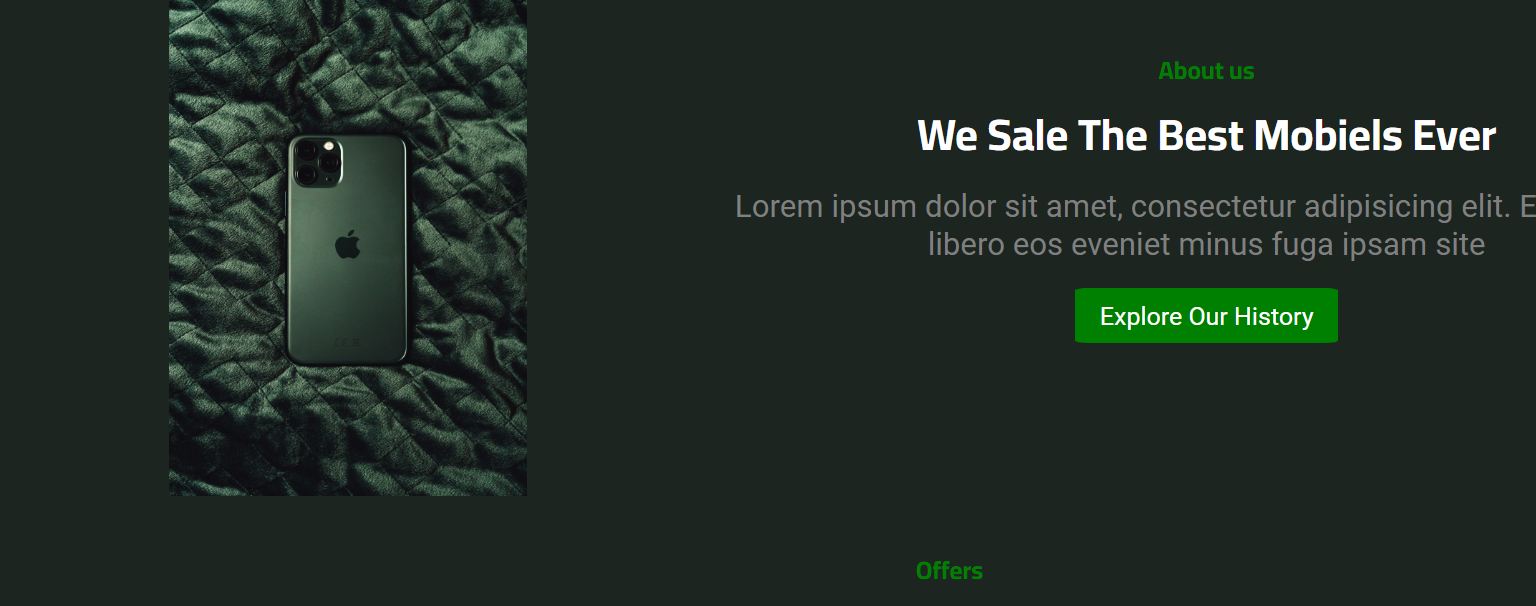 About us
We Sale The Best Mobiels Ever
Lorem ipsum dolor sit amet, consectetur adipisicing elit. E
libero eos eveniet minus fuga ipsam site
Explore Our History
Offers